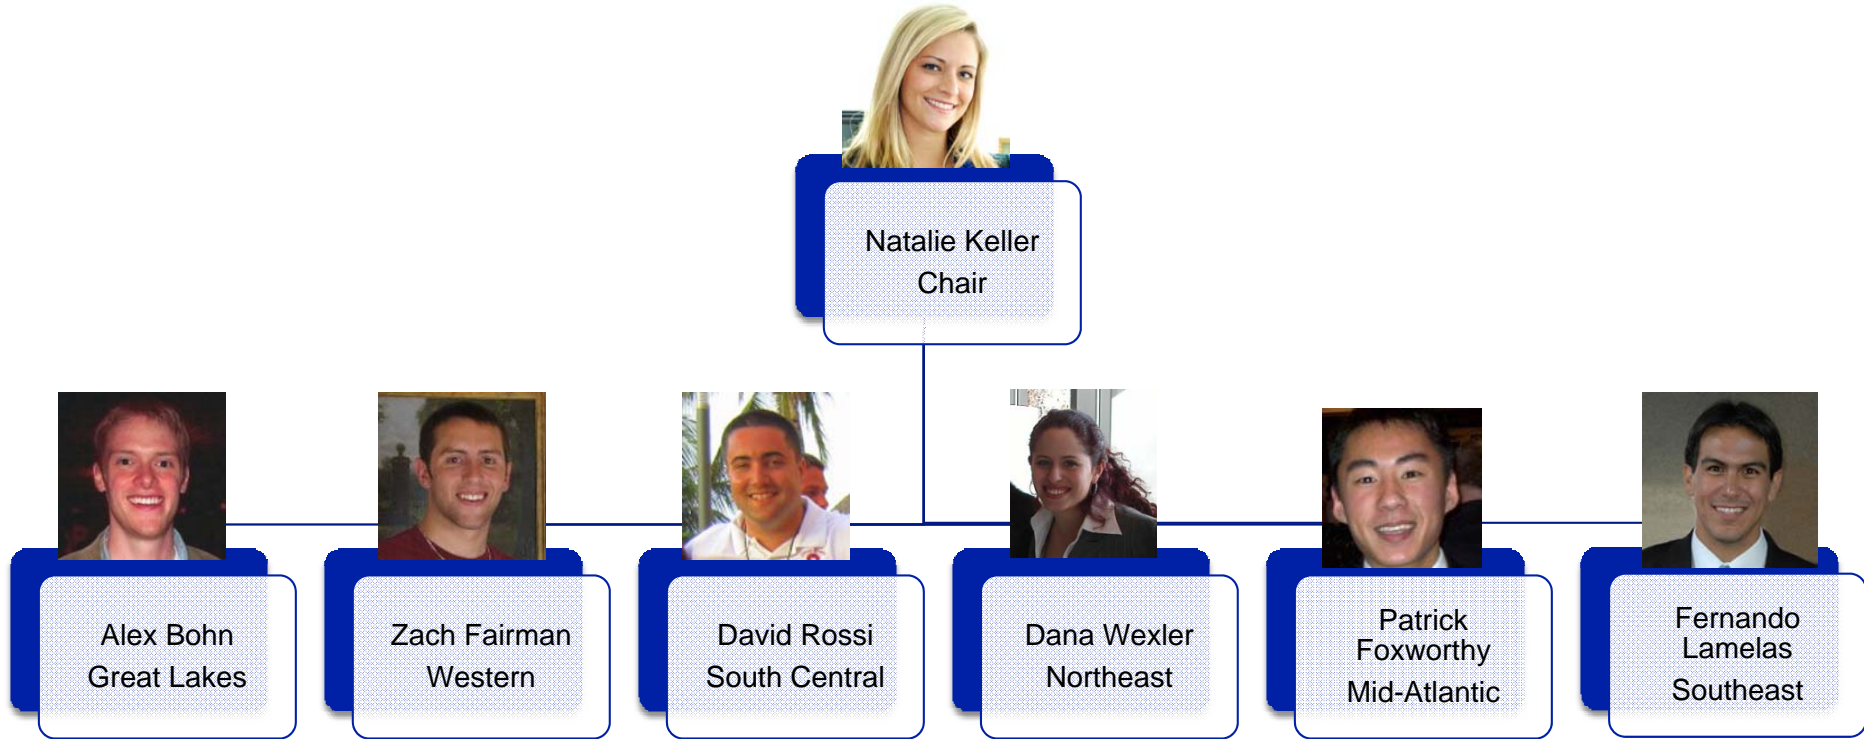 Natalie Keller
Chair
Alex Bohn
Great Lakes
Zach Fairman
Western
David Rossi
South Central
Dana Wexler
Northeast
Patrick
Foxworthy
Mid-Atlantic
Fernando
Lamelas
Southeast